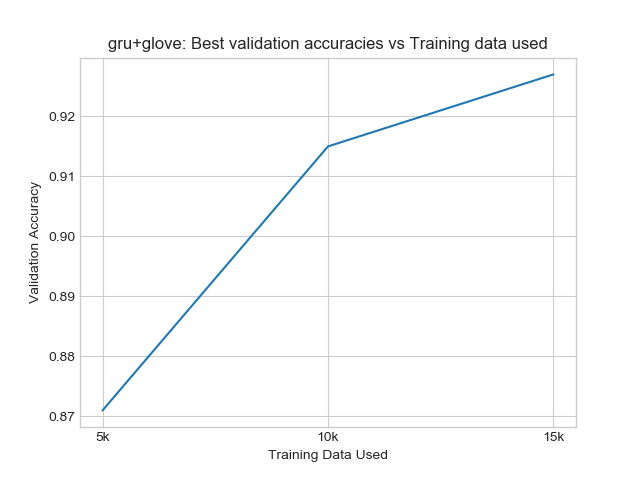 gru+glove: Best validation accuracies vs Training data used
Validation Accuracy
0.92
0.91
0.90
0.89
0.88
0.87
5k 10k 15k
Training Data Used